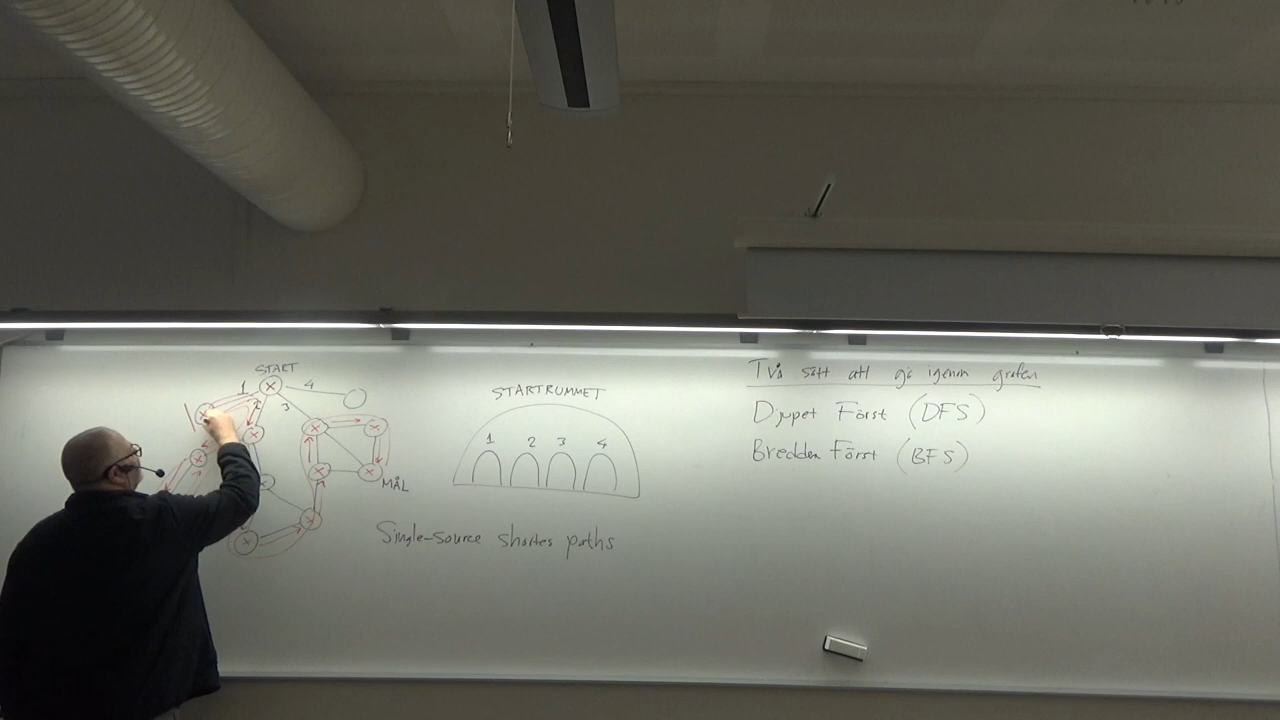 START
1
2
3
4
MÅL
STARTRUMMET
1 2 3 4
Single-source shortes paths
Två sätt att gå igenom grafen
Djupet Först (DFS)
Bredden Först (BFS)